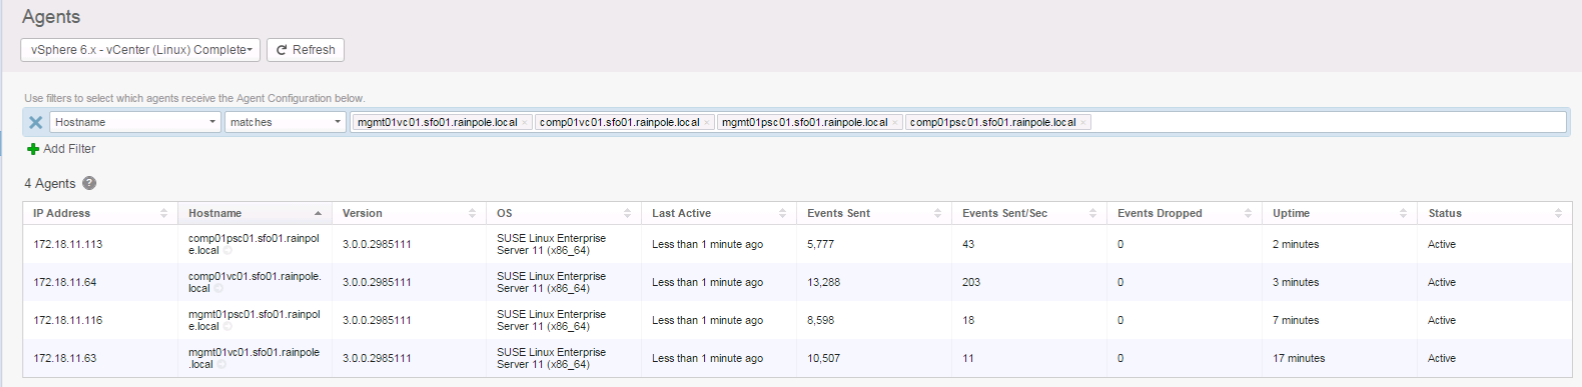 Agents
vSphere 6.x - vCenter (Linux) Complete Refresh
Use filters to select which agents receive the Agent Configuration below.
Hostname matches mgmt01vc01.sfo01.rainpole.local × comp01vc01.sfo01.rainpole.local × mgmt01psc01.sfo01.rainpole.local × comp01psc01.sfo01.rainpole.local ×
Add Filter
4 Agents ?
IP Address Hostname Version OS Last Active Events Sent Events Sent/Sec Events Dropped Uptime Status
172.18.11.113 comp01psc01.sfo01.rainpol
e.local 3.0.0.2985111 SUSE Linux Enterprise
Server 11 (x86_64) Less than 1 minute ago 5,777 43 0 2 minutes Active
172.18.11.64 comp01vc01.sfo01.rainpole.
local 3.0.0.2985111 SUSE Linux Enterprise
Server 11 (x86_64) Less than 1 minute ago 13,288 203 0 3 minutes Active
172.18.11.116 mgmt01psc01.sfo01.rainpol
e.local 3.0.0.2985111 SUSE Linux Enterprise
Server 11 (x86_64) Less than 1 minute ago 8,598 18 0 7 minutes Active
172.18.11.63 mgmt01vc01.sfo01.rainpole
.local 3.0.0.2985111 SUSE Linux Enterprise
Server 11 (x86_64) Less than 1 minute ago 10,507 11 0 17 minutes Active